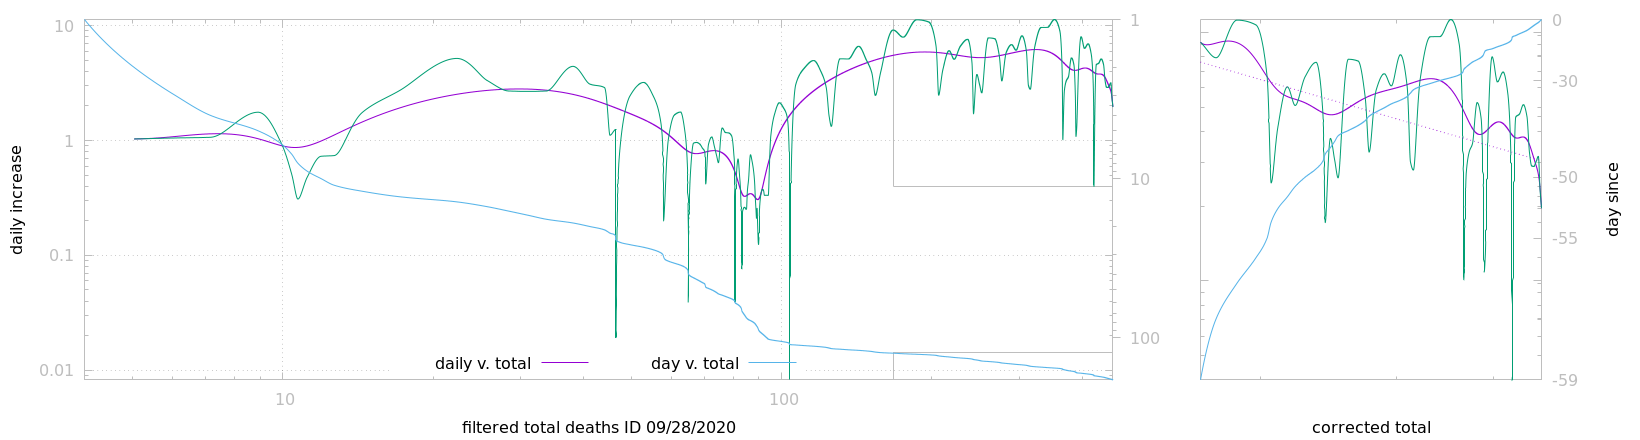 10
1
0.1
0.01
daily increase
daily v. total
day v. total
10
100
filtered total deaths ID 09/28/2020
1
10
100
0
-30
-50
-55
-59
day since
corrected total